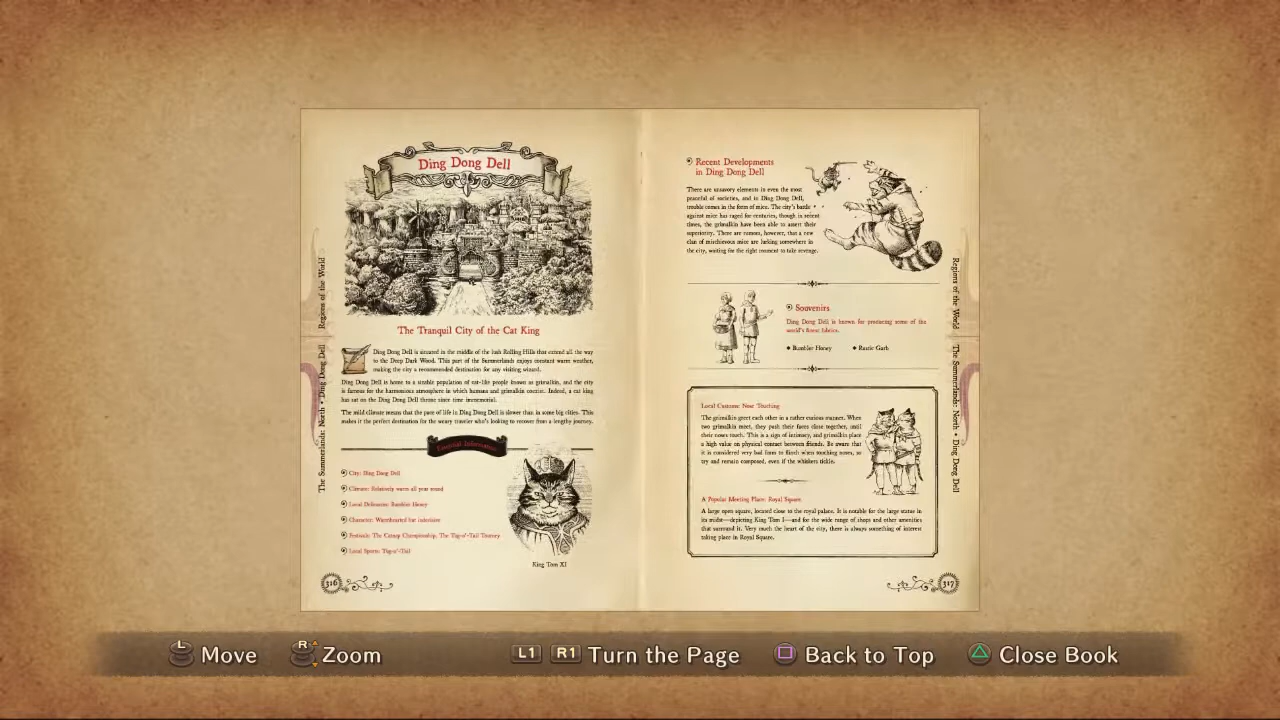 Ding Dong Dell
The Tranquil City of the Cat King
Ding Dong Dell is situated in the middle of the lush Rolling Hills that extend all the way
to the Deep Dark Wood. This part of the Summerlands enjoys constant warm weather,
making the city a recommended destination for any visiting wizard.
Ding Dong Dell is home to a sizable population of cat-like people known as grimalkin, and the city
is famous for the harmonious atmosphere in which humans and grimalkin coexist. Indeed, a cat king
has sat on the Ding Dong Dell throne since time immemorial.
The mild climate means that the pace of life in Ding Dong Dell is slower than in some big cities. This
makes it the perfect destination for the weary traveler who's looking to recover from a lengthy journey.
Essential Information
City: Ding Dong Dell
Climate: Relatively warm all year round
Local Delicacies: Bumbler Honey
Character: Warmhearted but indecisive
Festivals: The Catnap Championship, The Tug-o'-Tail Tourney
Local Sports: Tug-o'-Tail
King Tom XI
316
Regions of the World
The Summerlands: North • Ding Dong Dell
Recent Developments
in Ding Dong Dell
There are unsavory elements in even the most
peaceful of societies, and in Ding Dong Dell,
trouble comes in the form of mice. The city's battle
against mice has raged for centuries, though in recent
times, the grimalkin have been able to assert their
superiority. There are rumors, however, that a new
clan of mischievous mice are lurking somewhere in
the city, waiting for the right moment to take revenge.
Souvenirs
Ding Dong Dell is known for producing some of the
world's finest fabrics.
Bumbler Honey
Rustic Garb
Local Customs: Nose Touching
The grimalkin greet each other in a rather curious manner. When
two grimalkin meet, they push their faces close together, until
their noses touch. This is a sign of intimacy, and grimalkin place
a high value on physical contact between friends. Be aware that
it is considered very bad form to flinch when touching noses, so
try and remain composed, even if the whiskers tickle.
A Popular Meeting Place: Royal Square
A large open square, located close to the royal palace. It is notable for the large statue in
its midst—depicting King Tom I—and for the wide range of shops and other amenities
that surround it. Very much the heart of the city, there is always something of interest
taking place in Royal Square.
317
Regions of the World
The Summerlands: North • Ding Dong Dell
L Move
R Zoom
L1 R1 Turn the Page
Back to Top
Close Book